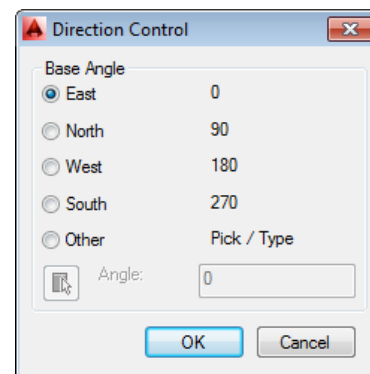 Direction Control
Base Angle
East 0
North 90
West 180
South 270
Other Pick / Type
Angle: 0
OK Cancel